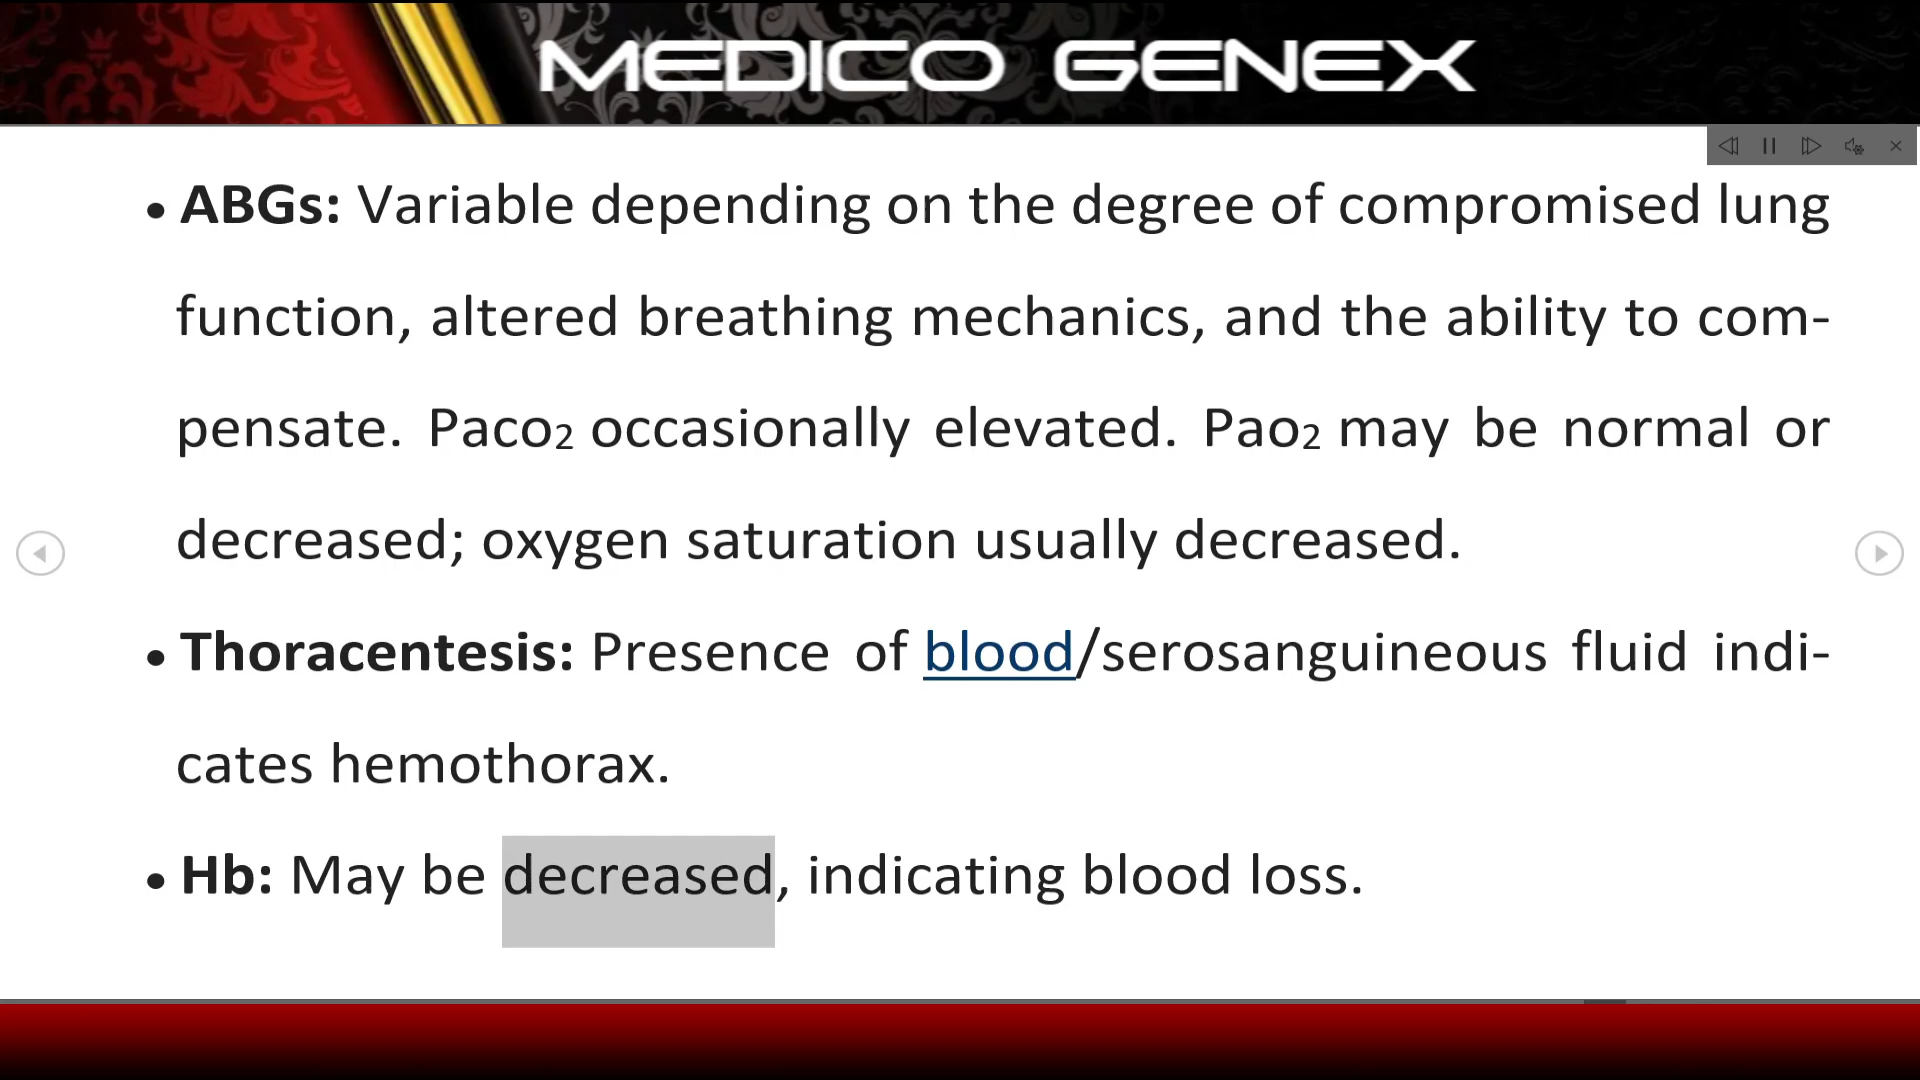 MEDICO GENEX
• ABGs: Variable depending on the degree of compromised lung
function, altered breathing mechanics, and the ability to com-
pensate. Paco2 occasionally elevated. Pao2 may be normal or
decreased; oxygen saturation usually decreased.
• Thoracentesis: Presence of blood/serosanguineous fluid indi-
cates hemothorax.
• Hb: May be decreased, indicating blood loss.